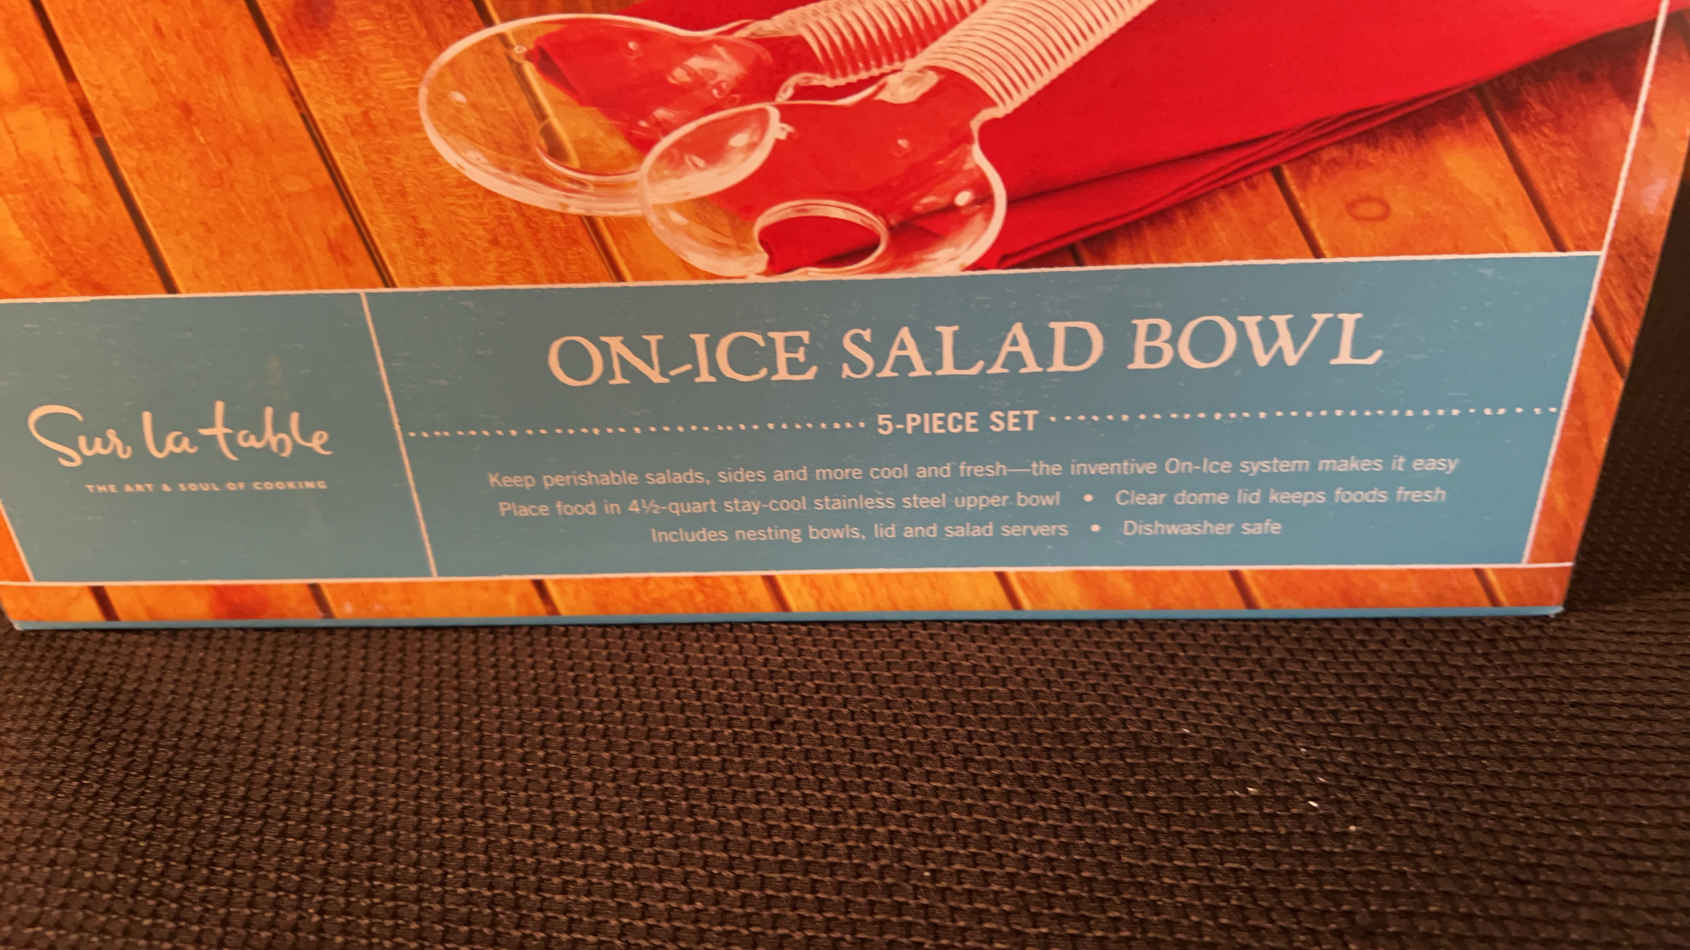 ON-ICE SALAD BOWL
5-PIECE SET
Sur la table
THE ART & SOUL OF COOKING
Keep perishable salads, sides and more cool and fresh—the inventive On-Ice system makes it easy
Place food in 4½-quart stay-cool stainless steel upper bowl • Clear dome lid keeps foods fresh
Includes nesting bowls, lid and salad servers • Dishwasher safe